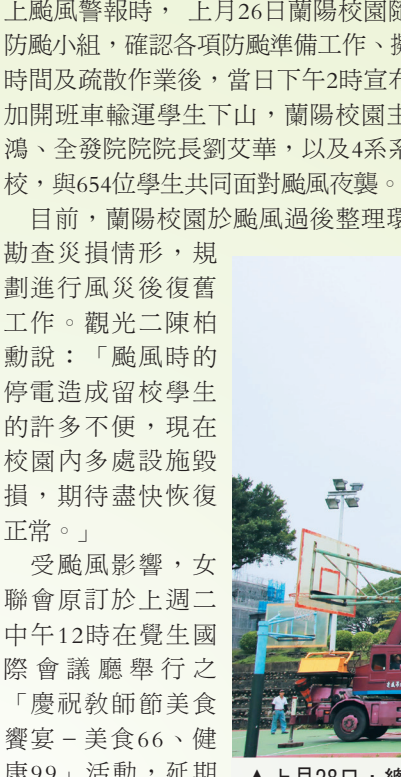 上颱風警報時， 上月26日蘭陽校園隨
防颱小組，確認各項防颱準備工作、擬
時間及疏散作業後，當日下午2時宣布
加開班車輸運學生下山，蘭陽校園主
鴻、全發院院長劉艾華，以及4系系
校，與654位學生共同面對颱風夜襲。
目前，蘭陽校園於颱風過後整理環
勘查災損情形，規
劃進行風災後復舊
工作。觀光二陳柏
勳說：「颱風時的
停電造成留校學生
的許多不便，現在
校園內多處設施毀
損，期待盡快恢復
正常。」
受颱風影響，女
聯會原訂於上週二
中午12時在覺生國
際會議廳舉行之
「慶祝教師節美食
饗宴－美食66、健
康99」活動，延期
▲上月28日，總